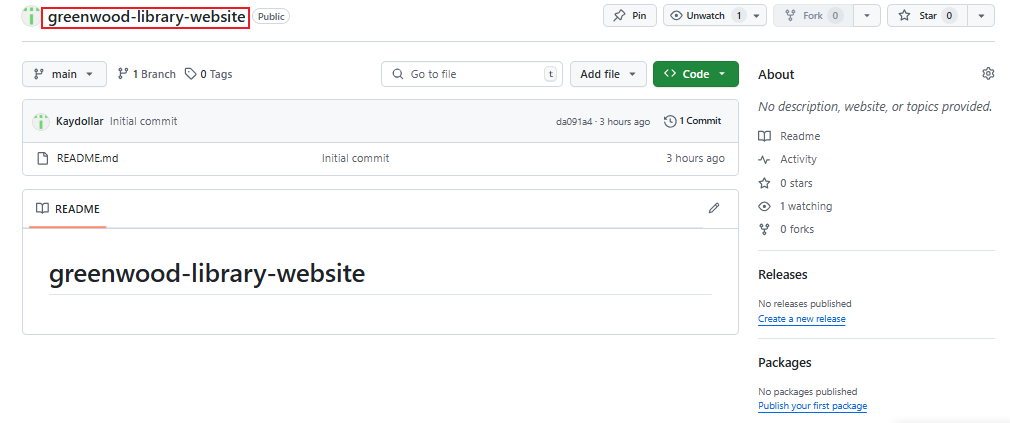 greenwood-library-website Public Pin Unwatch 1 Fork 0 Star 0
main 1 Branch 0 Tags Go to file t Add file Code
Kaydollar Initial commit da091a4 · 3 hours ago 1 Commit
README.md Initial commit 3 hours ago
README
greenwood-library-website
About
No description, website, or topics provided.
Readme
Activity
0 stars
1 watching
0 forks
Releases
No releases published
Create a new release
Packages
No packages published
Publish your first package